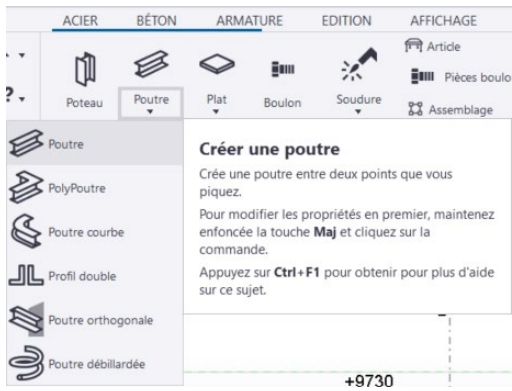 ACIER BÉTON ARMATURE EDITION AFFICHAGE
Article
Pièces boulo
Assemblage
Poteau Poutre Plat Boulon Soudure
?
Poutre
PolyPoutre
Poutre courbe
Profil double
Poutre orthogonale
Poutre débillardée
Créer une poutre
Crée une poutre entre deux points que vous
piquez.
Pour modifier les propriétés en premier, maintenez
enfoncée la touche Maj et cliquez sur la
commande.
Appuyez sur Ctrl+F1 pour obtenir pour plus d'aide
sur ce sujet.
+9730